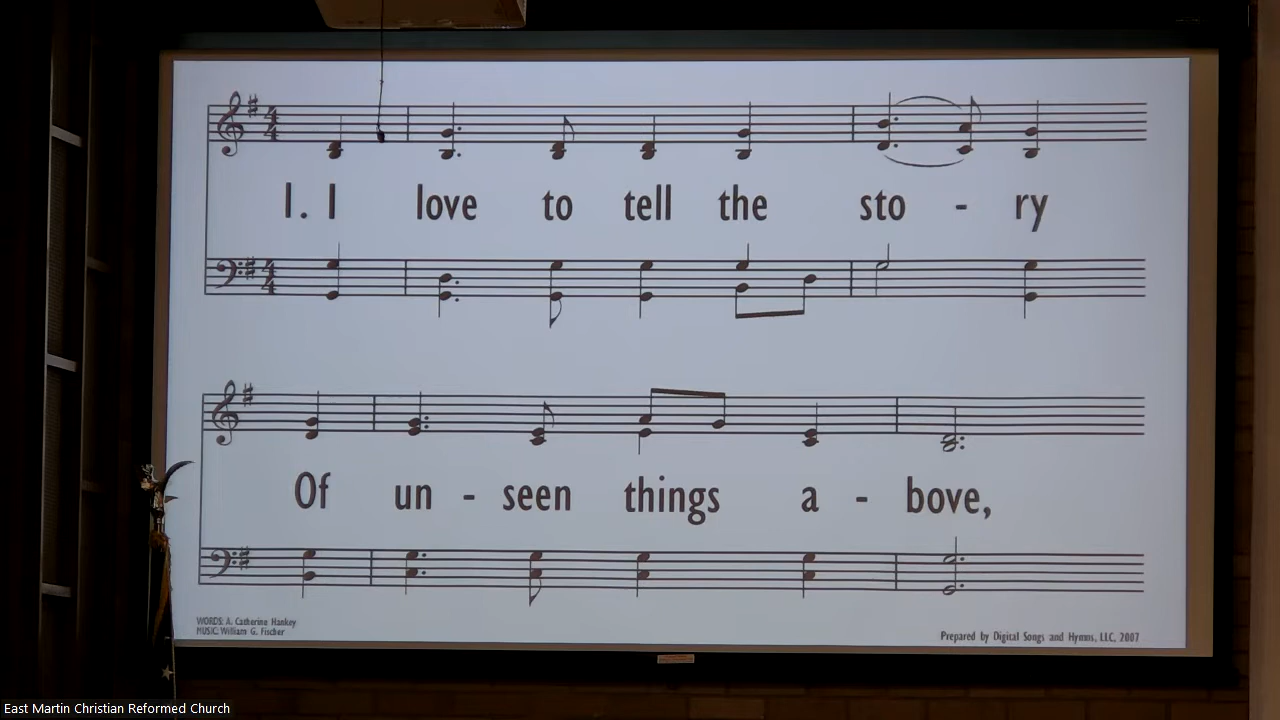 1. I love to tell the sto - ry
Of un - seen things a - bove,
WORDS: A. Catherine Hankey
MUSIC: William G. Fischer
Prepared by Digital Songs and Hymns, LLC, 2007
East Martin Christian Reformed Church